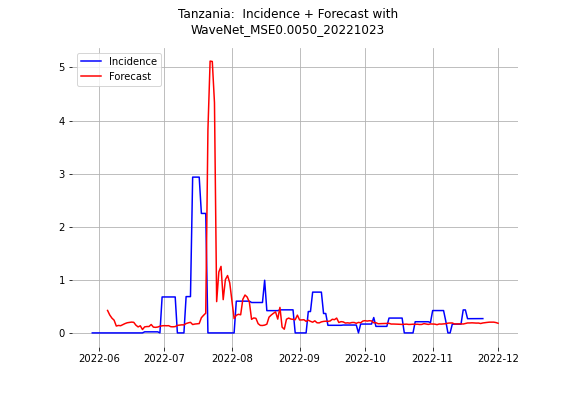 Tanzania:  Incidence + Forecast with
WaveNet_MSE0.0050_20221023
Incidence
Forecast
5
4
3
2
1
0
2022-06 2022-07 2022-08 2022-09 2022-10 2022-11 2022-12